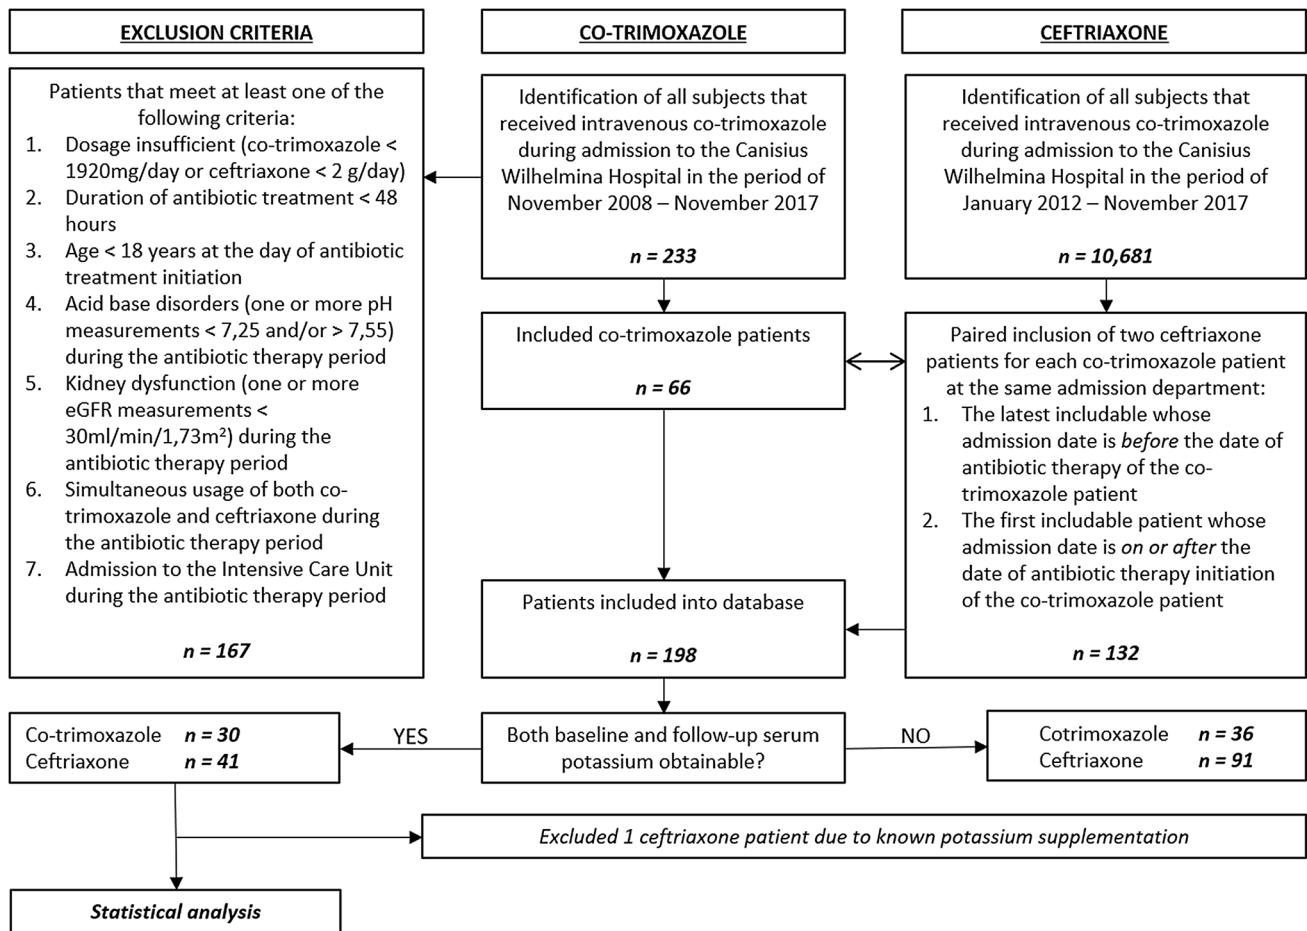 EXCLUSION CRITERIA
Patients that meet at least one of the
following criteria:
1. Dosage insufficient (co-trimoxazole <
1920mg/day or ceftriaxone < 2 g/day)
2. Duration of antibiotic treatment < 48
hours
3. Age < 18 years at the day of antibiotic
treatment initiation
4. Acid base disorders (one or more pH
measurements < 7,25 and/or > 7,55)
during the antibiotic therapy period
5. Kidney dysfunction (one or more
eGFR measurements <
30ml/min/1,73m²) during the
antibiotic therapy period
6. Simultaneous usage of both co-
trimoxazole and ceftriaxone during
the antibiotic therapy period
7. Admission to the Intensive Care Unit
during the antibiotic therapy period
n = 167
CO-TRIMOXAZOLE
Identification of all subjects that
received intravenous co-trimoxazole
during admission to the Canisius
Wilhelmina Hospital in the period of
November 2008 – November 2017
n = 233
Included co-trimoxazole patients
n = 66
CEFTRIAXONE
Identification of all subjects that
received intravenous co-trimoxazole
during admission to the Canisius
Wilhelmina Hospital in the period of
January 2012 – November 2017
n = 10,681
Paired inclusion of two ceftriaxone
patients for each co-trimoxazole patient
at the same admission department:
1. The latest includable whose
admission date is before the date of
antibiotic therapy of the co-
trimoxazole patient
2. The first includable patient whose
admission date is on or after the
date of antibiotic therapy initiation
of the co-trimoxazole patient
n = 132
Patients included into database
n = 198
Both baseline and follow-up serum
potassium obtainable?
YES
Co-trimoxazole n = 30
Ceftriaxone n = 41
NO
Cotrimoxazole n = 36
Ceftriaxone n = 91
Excluded 1 ceftriaxone patient due to known potassium supplementation
Statistical analysis